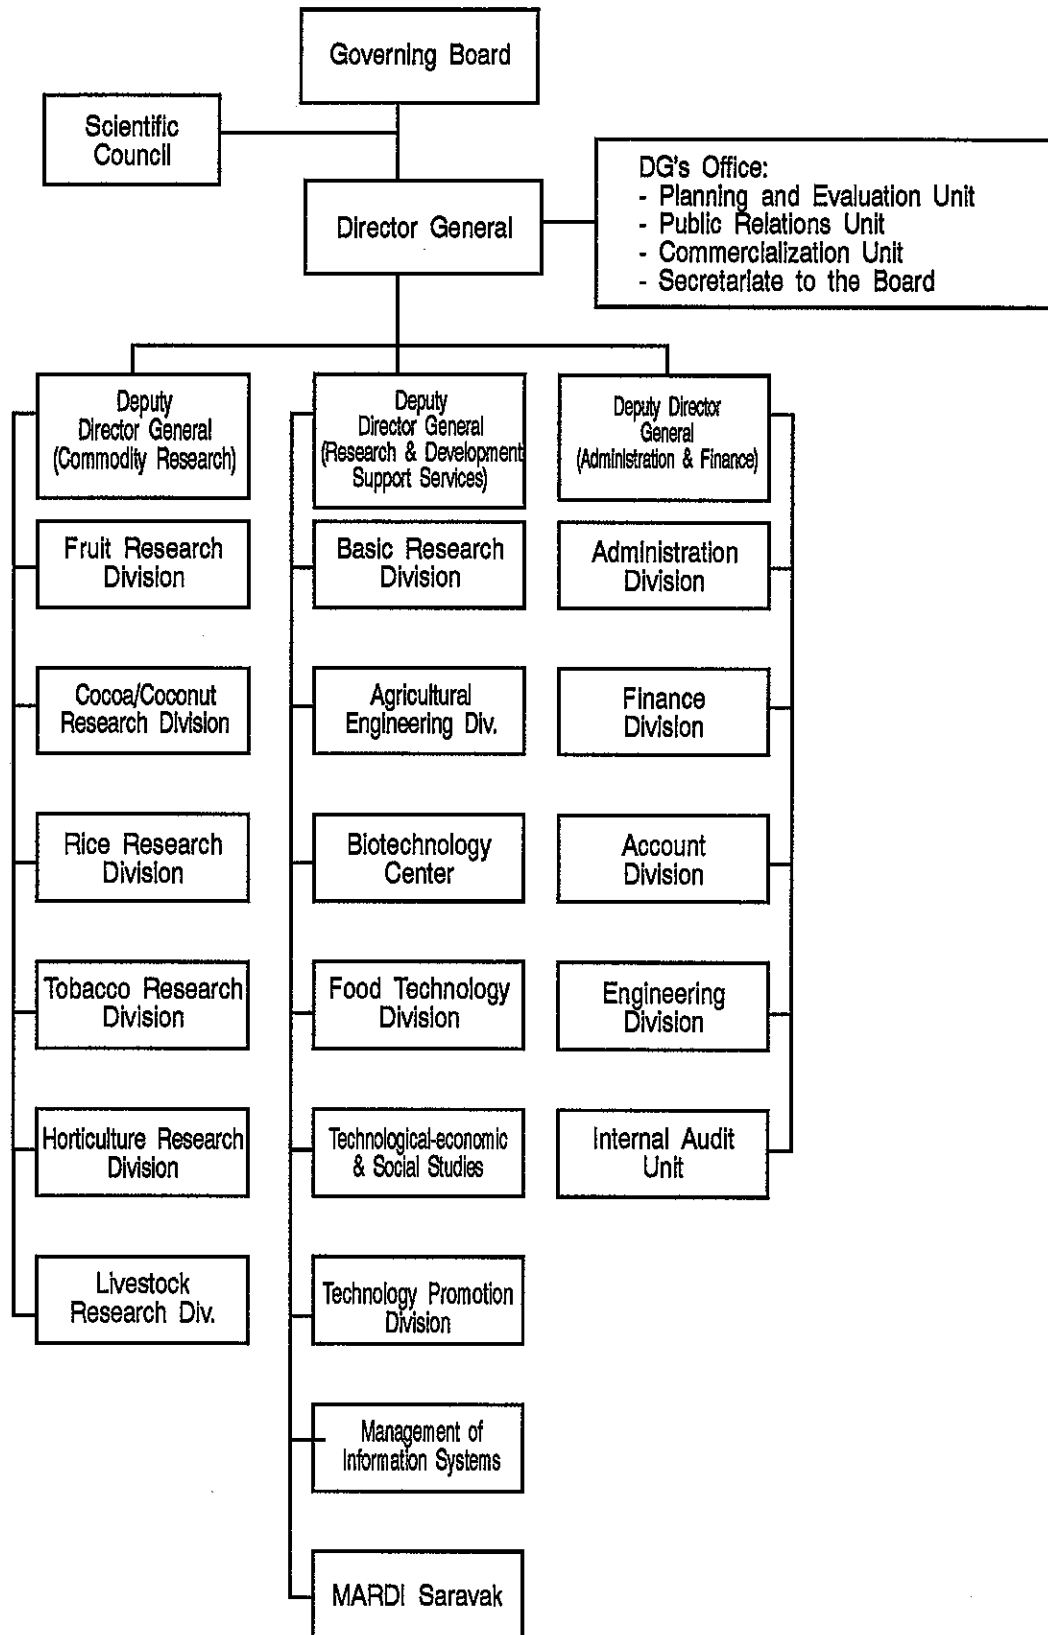 Governing Board
Scientific
Council
DG's Office:
- Planning and Evaluation Unit
- Public Relations Unit
- Commercialization Unit
- Secretariate to the Board
Director General
Deputy
Director General
(Commodity Research)
Deputy
Director General
(Research & Development
Support Services)
Deputy Director
General
(Administration & Finance)
Fruit Research
Division
Basic Research
Division
Administration
Division
Cocoa/Coconut
Research Division
Agricultural
Engineering Div.
Finance
Division
Rice Research
Division
Biotechnology
Center
Account
Division
Tobacco Research
Division
Food Technology
Division
Engineering
Division
Horticulture Research
Division
Technological-economic
& Social Studies
Internal Audit
Unit
Livestock
Research Div.
Technology Promotion
Division
Management of
Information Systems
MARDI Saravak